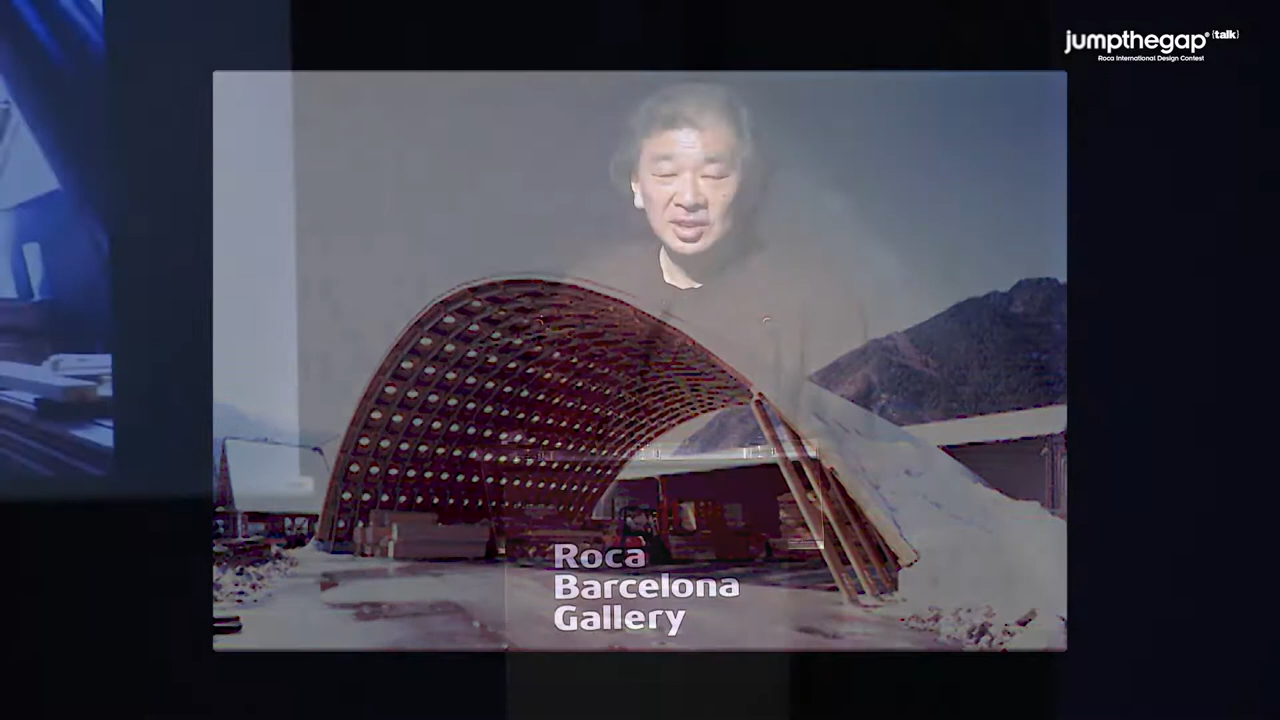 jumpthegap® (talk)
Roca International Design Contest
Roca
Barcelona
Gallery